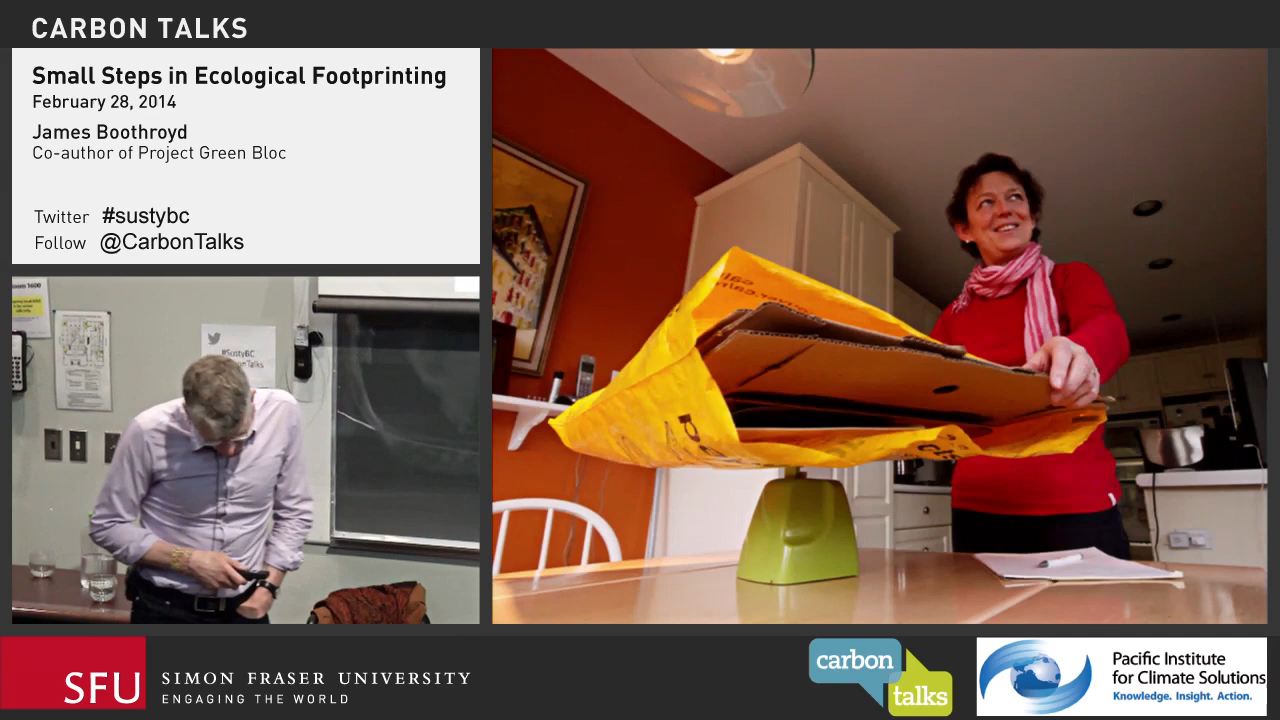 CARBON TALKS
Small Steps in Ecological Footprinting
February 28, 2014
James Boothroyd
Co-author of Project Green Bloc
Twitter #sustybc
Follow @CarbonTalks
1600
#SustyBC
SFU
SIMON FRASER UNIVERSITY
ENGAGING THE WORLD
carbon
talks
Pacific Institute
for Climate Solutions
Knowledge. Insight. Action.